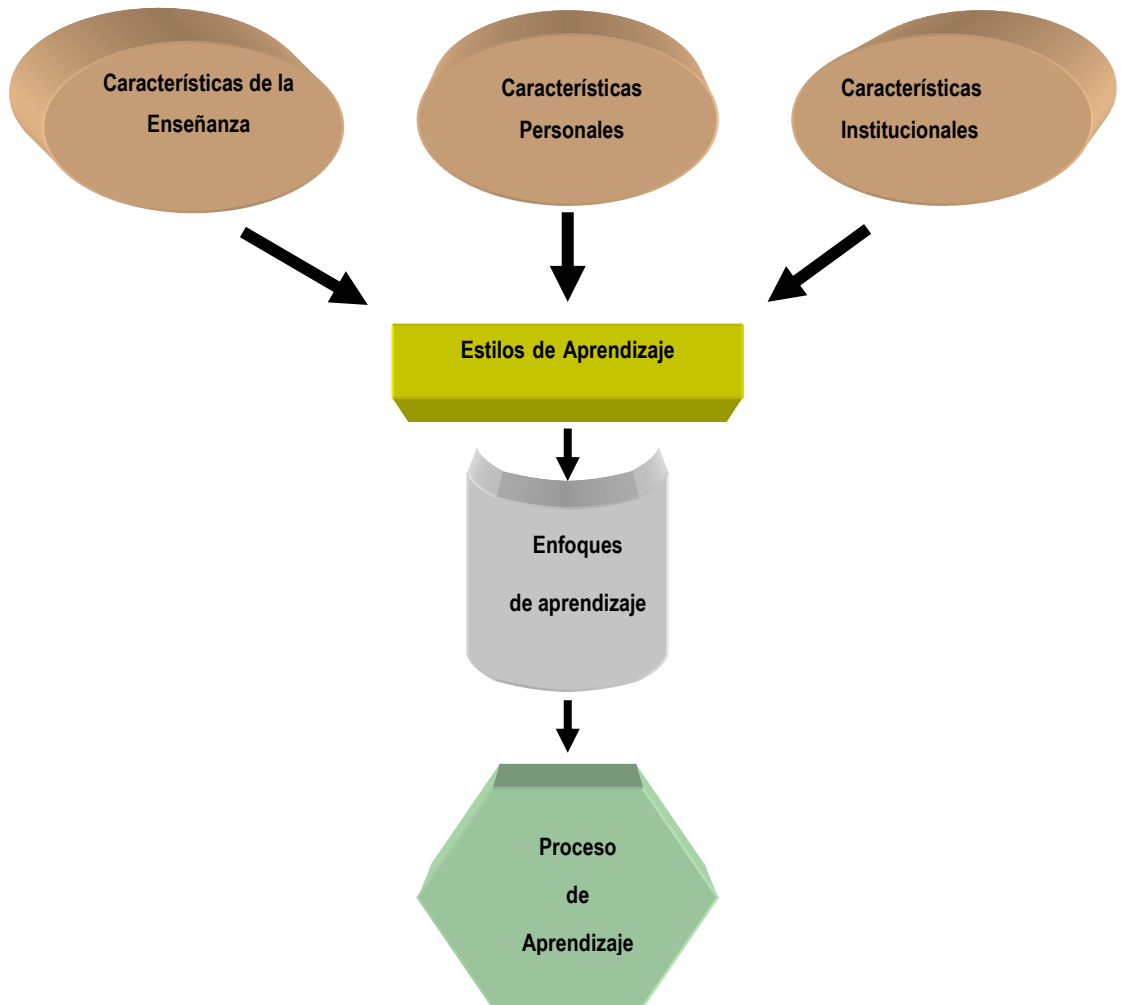 Características de la
Enseñanza
Características
Personales
Características
Institucionales
Estilos de Aprendizaje
Enfoques
de aprendizaje
Proceso
de
Aprendizaje